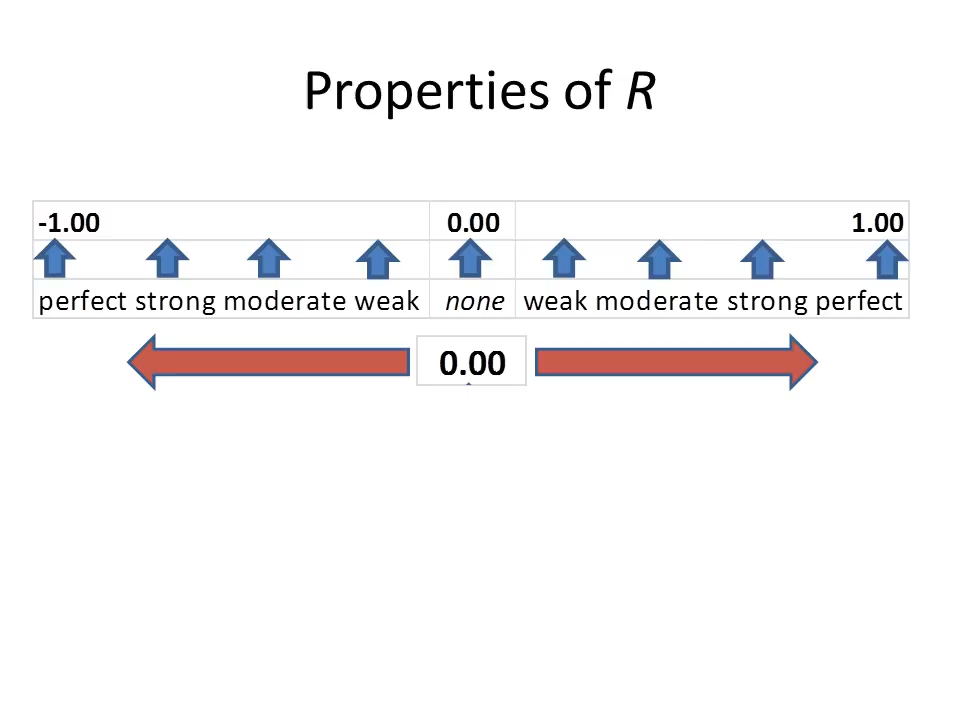 Properties of R
-1.00 0.00 1.00
perfect strong moderate weak none weak moderate strong perfect
0.00